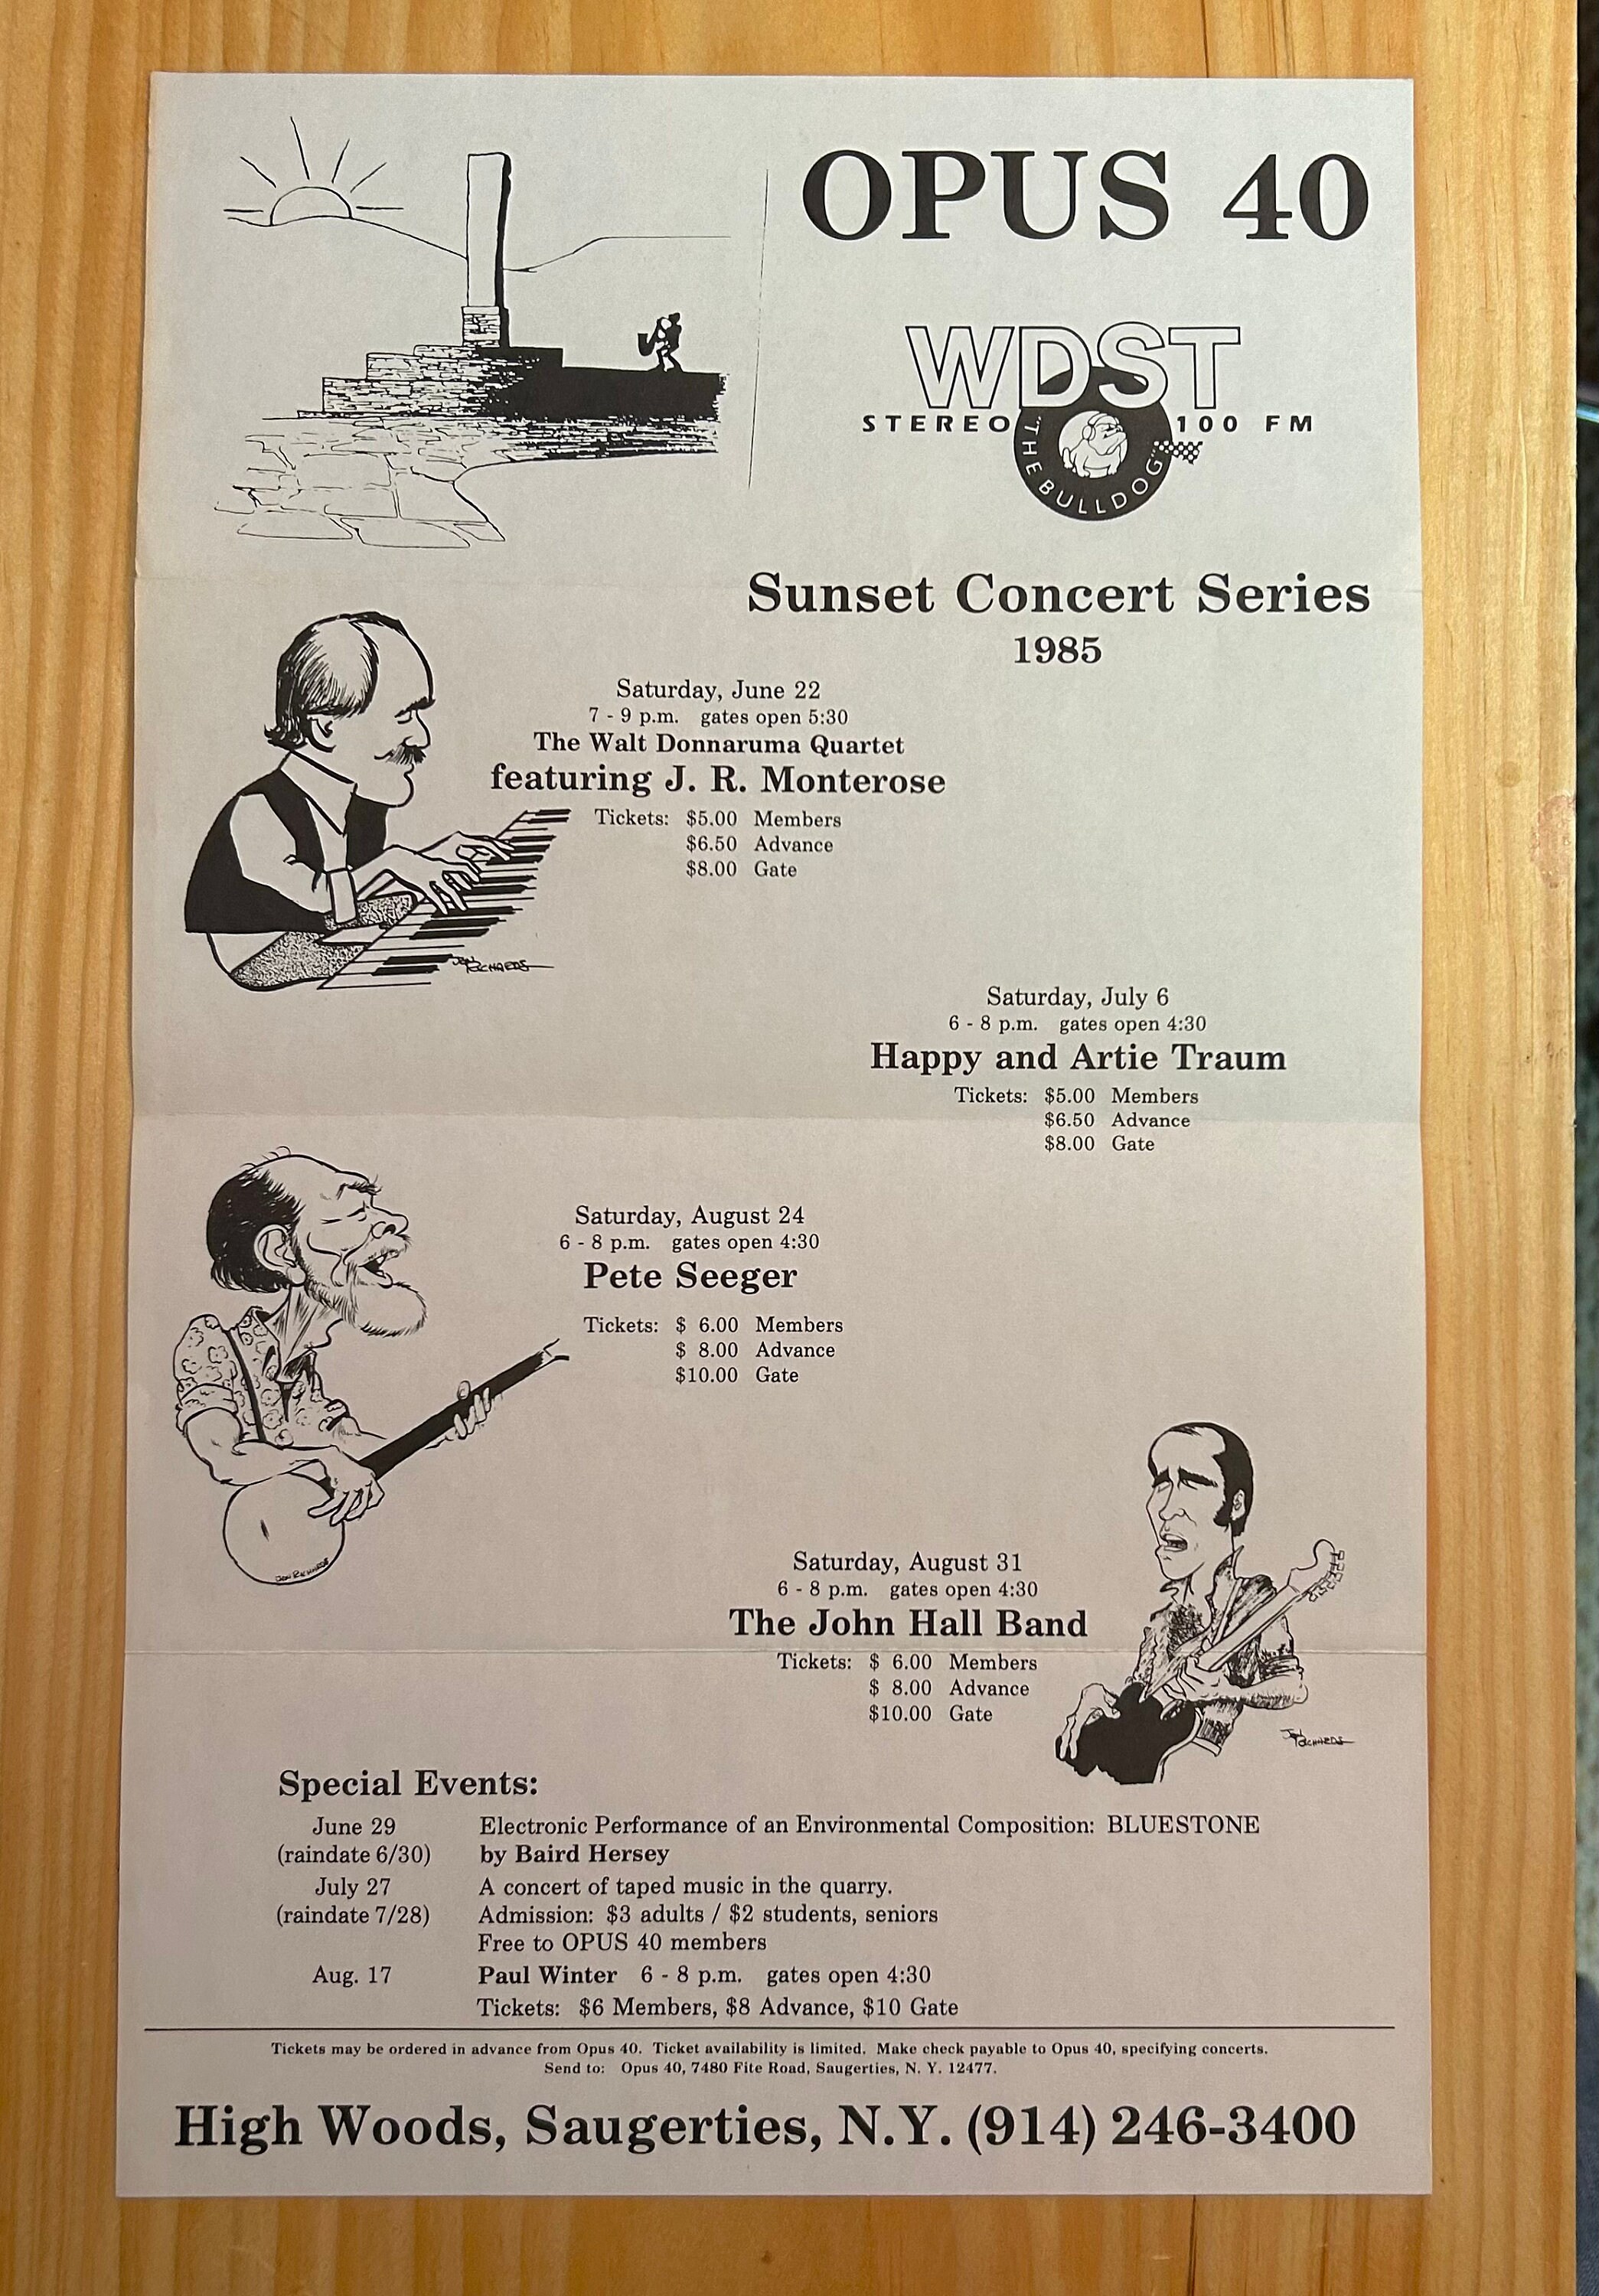 OPUS 40
WDST
STEREO 100 FM
"THE BULLDOG"
Sunset Concert Series
1985
Saturday, June 22
7 - 9 p.m. gates open 5:30
The Walt Donnaruma Quartet
featuring J. R. Monterose
Tickets: $5.00 Members
$6.50 Advance
$8.00 Gate
JON RICHARDS
Saturday, July 6
6 - 8 p.m. gates open 4:30
Happy and Artie Traum
Tickets: $5.00 Members
$6.50 Advance
$8.00 Gate
Saturday, August 24
6 - 8 p.m. gates open 4:30
Pete Seeger
Tickets: $ 6.00 Members
$ 8.00 Advance
$10.00 Gate
JON RICHARDS
Saturday, August 31
6 - 8 p.m. gates open 4:30
The John Hall Band
Tickets: $ 6.00 Members
$ 8.00 Advance
$10.00 Gate
JON RICHARDS
Special Events:
June 29 Electronic Performance of an Environmental Composition: BLUESTONE
(raindate 6/30) by Baird Hersey
July 27 A concert of taped music in the quarry.
(raindate 7/28) Admission: $3 adults / $2 students, seniors
Free to OPUS 40 members
Aug. 17 Paul Winter 6 - 8 p.m. gates open 4:30
Tickets: $6 Members, $8 Advance, $10 Gate
Tickets may be ordered in advance from Opus 40. Ticket availability is limited. Make check payable to Opus 40, specifying concerts.
Send to: Opus 40, 7480 Fite Road, Saugerties, N. Y. 12477.
High Woods, Saugerties, N.Y. (914) 246-3400